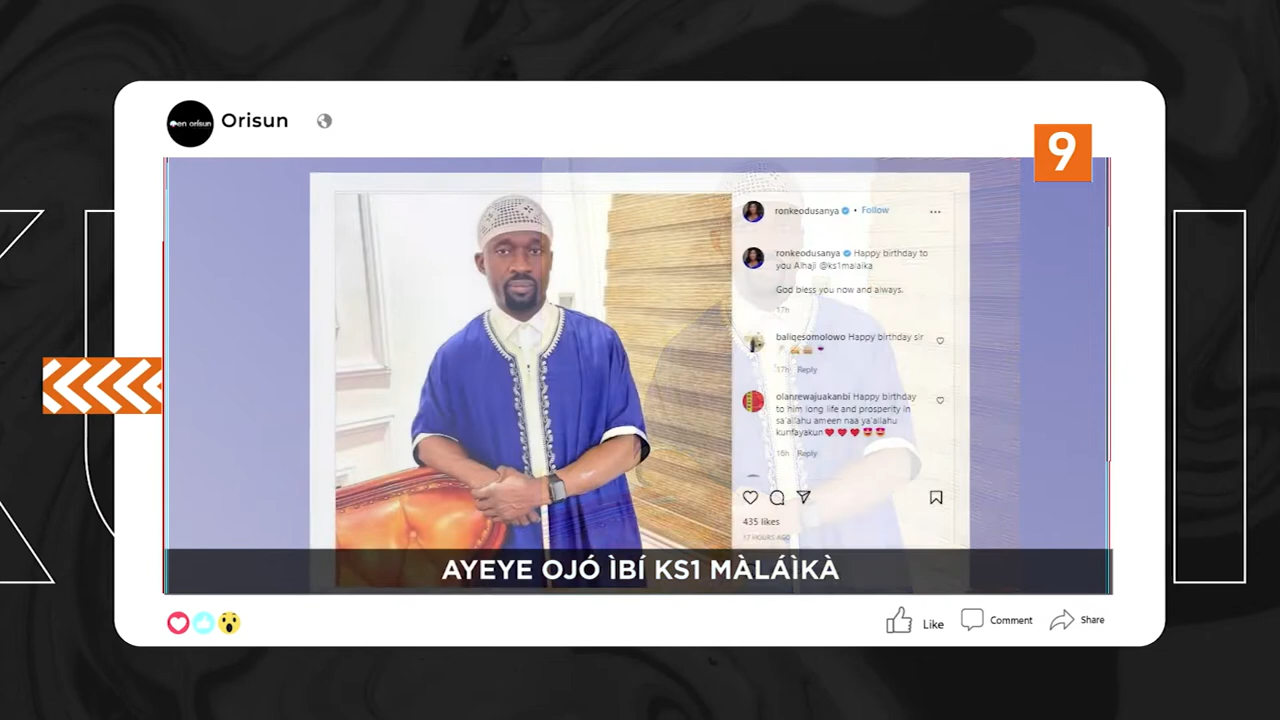 en orisun
Orisun
9
ronkeodusanya • Follow
ronkeodusanya Happy birthday to
you Alhaji @ks1malaika
God bless you now and always.
17h
baliqesomolowo Happy birthday sir
17h Reply
olanrewajuakanbi Happy birthday
to him long life and prosperity in
sa'allahu ameen naa ya'allahu
kunfayakun
16h Reply
435 likes
17 HOURS AGO
AYEYE OJÓ ÌBÍ KS1 MÀLÁÌKÀ
Like
Comment
Share